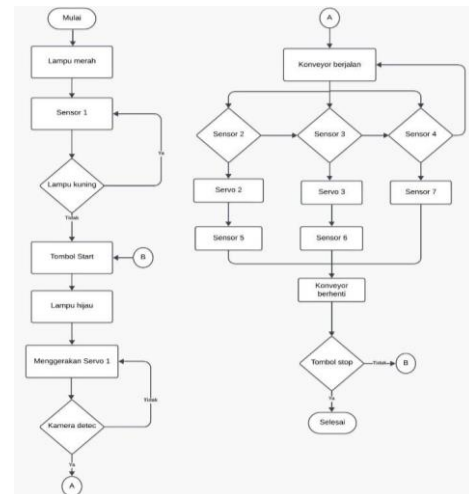 Mulai
Lampu merah
Sensor 1
Ya
Lampu kuning
Tidak
Tombol Start
B
Lampu hijau
Menggerakan Servo 1
Tidak
Kamera detec
Ya
A
A
Konveyor berjalan
Sensor 2
Sensor 3
Sensor 4
Servo 2
Servo 3
Sensor 7
Sensor 5
Sensor 6
Konveyor
berhenti
Tombol stop
Tidak
B
Ya
Selesai